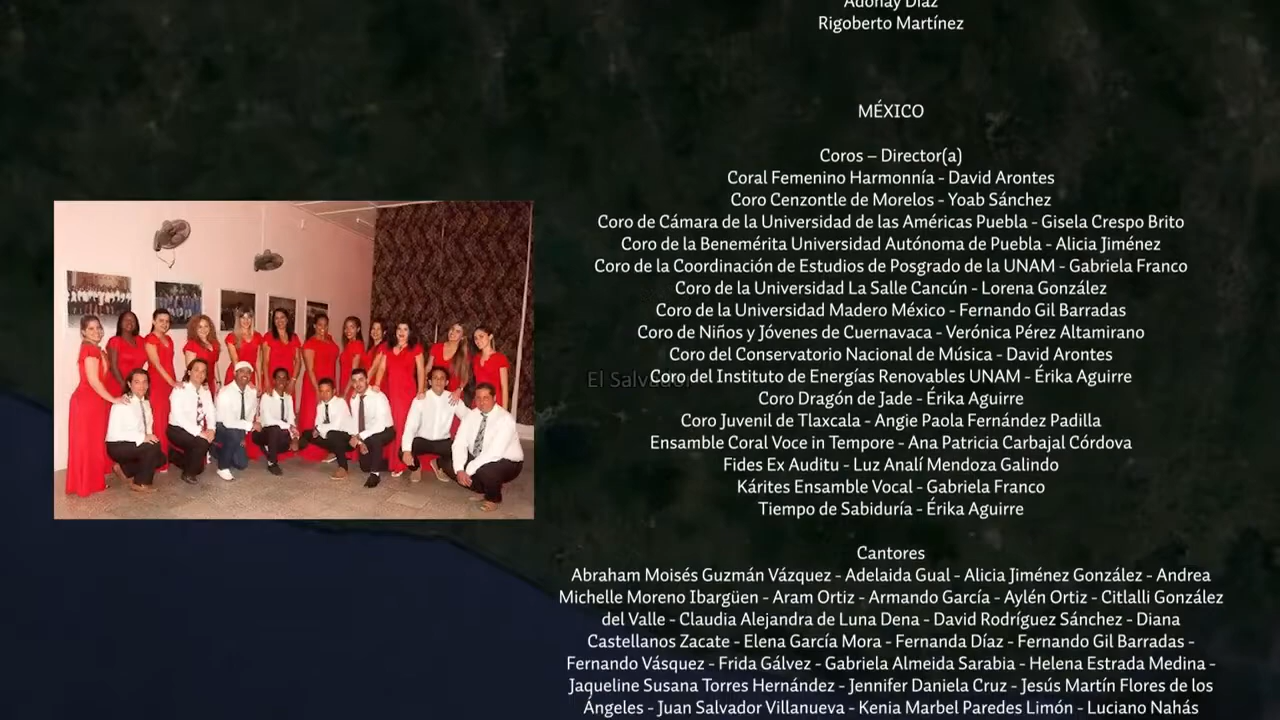 Adonay Díaz
Rigoberto Martínez
MÉXICO
Coros – Director(a)
Coral Femenino Harmonnía - David Arontes
Coro Cenzontle de Morelos - Yoab Sánchez
Coro de Cámara de la Universidad de las Américas Puebla - Gisela Crespo Brito
Coro de la Benemérita Universidad Autónoma de Puebla - Alicia Jiménez
Coro de la Coordinación de Estudios de Posgrado de la UNAM - Gabriela Franco
Coro de la Universidad La Salle Cancún - Lorena González
Coro de la Universidad Madero México - Fernando Gil Barradas
Coro de Niños y Jóvenes de Cuernavaca - Verónica Pérez Altamirano
Coro del Conservatorio Nacional de Música - David Arontes
El Salvador
Coro del Instituto de Energías Renovables UNAM - Érika Aguirre
Coro Dragón de Jade - Érika Aguirre
Coro Juvenil de Tlaxcala - Angie Paola Fernández Padilla
Ensamble Coral Voce in Tempore - Ana Patricia Carbajal Córdova
Fides Ex Auditu - Luz Analí Mendoza Galindo
Kárites Ensamble Vocal - Gabriela Franco
Tiempo de Sabiduría - Érika Aguirre
Cantores
Abraham Moisés Guzmán Vázquez - Adelaida Gual - Alicia Jiménez González - Andrea
Michelle Moreno Ibargüen - Aram Ortiz - Armando García - Aylén Ortiz - Citlalli González
del Valle - Claudia Alejandra de Luna Dena - David Rodríguez Sánchez - Diana
Castellanos Zacate - Elena García Mora - Fernanda Díaz - Fernando Gil Barradas -
Fernando Vásquez - Frida Gálvez - Gabriela Almeida Sarabia - Helena Estrada Medina -
Jaqueline Susana Torres Hernández - Jennifer Daniela Cruz - Jesús Martín Flores de los
Ángeles - Juan Salvador Villanueva - Kenia Marbel Paredes Limón - Luciano Nahás